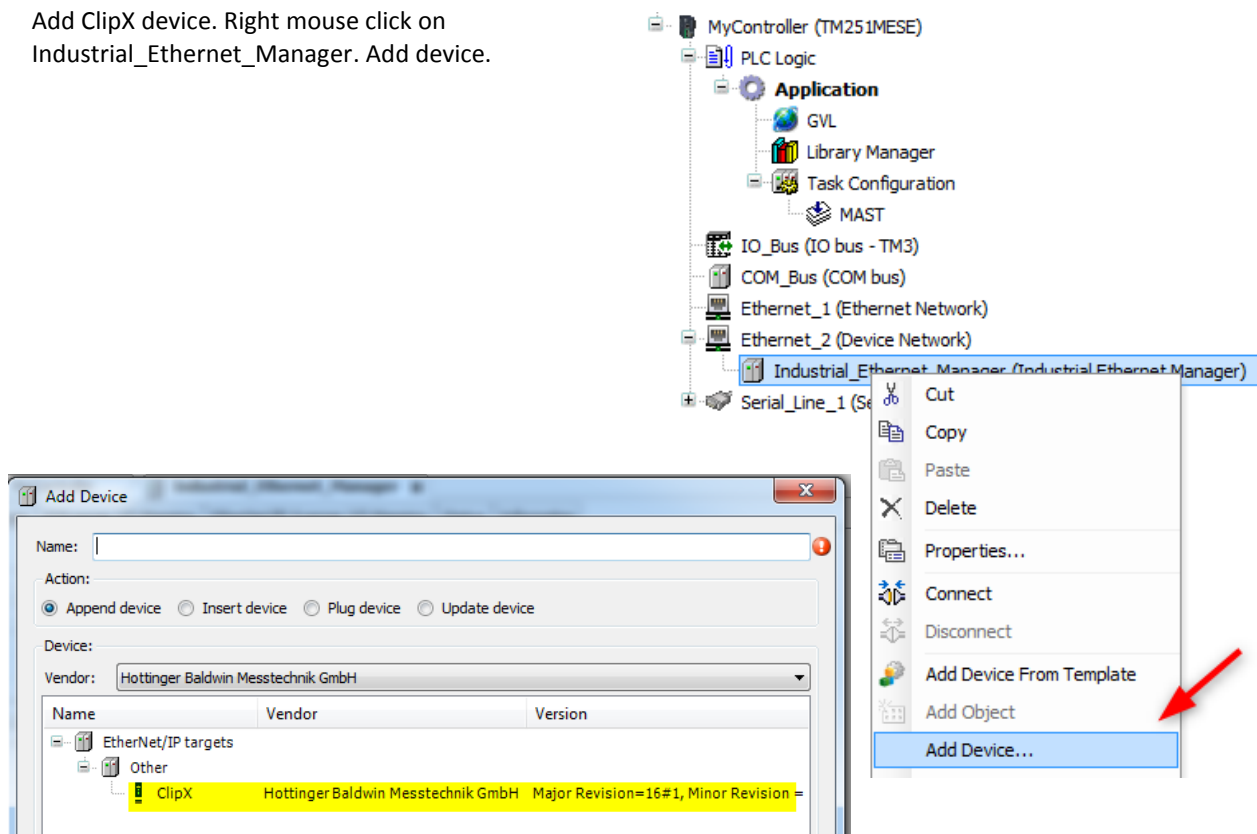 Add ClipX device. Right mouse click on
Industrial_Ethernet_Manager. Add device.
MyController (TM251MESE)
PLC Logic
Application
GVL
Library Manager
Task Configuration
MAST
IO_Bus (IO bus - TM3)
COM_Bus (COM bus)
Ethernet_1 (Ethernet Network)
Ethernet_2 (Device Network)
Industrial_Ethernet_Manager (Industrial Ethernet Manager)
Serial_Line_1 (Se
Cut
Copy
Paste
Delete
Properties...
Connect
Disconnect
Add Device From Template
Add Object
Add Device...
Add Device
Name:
Action:
Append device Insert device Plug device Update device
Device:
Vendor: Hottinger Baldwin Messtechnik GmbH
Name Vendor Version
EtherNet/IP targets
Other
ClipX Hottinger Baldwin Messtechnik GmbH Major Revision=16#1, Minor Revision =